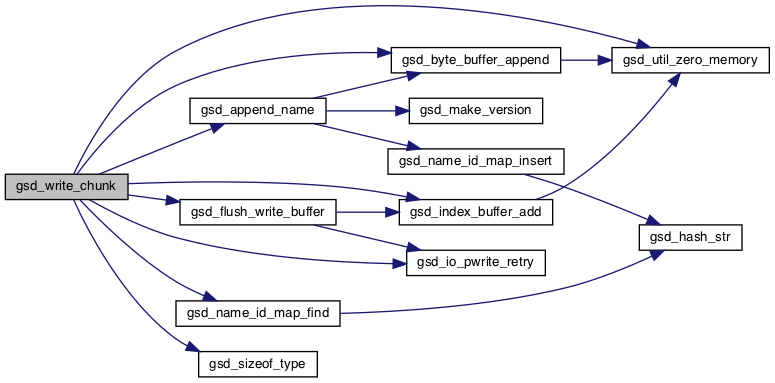 gsd_write_chunk
gsd_byte_buffer_append
gsd_util_zero_memory
gsd_append_name
gsd_make_version
gsd_name_id_map_insert
gsd_flush_write_buffer
gsd_index_buffer_add
gsd_hash_str
gsd_io_pwrite_retry
gsd_name_id_map_find
gsd_sizeof_type